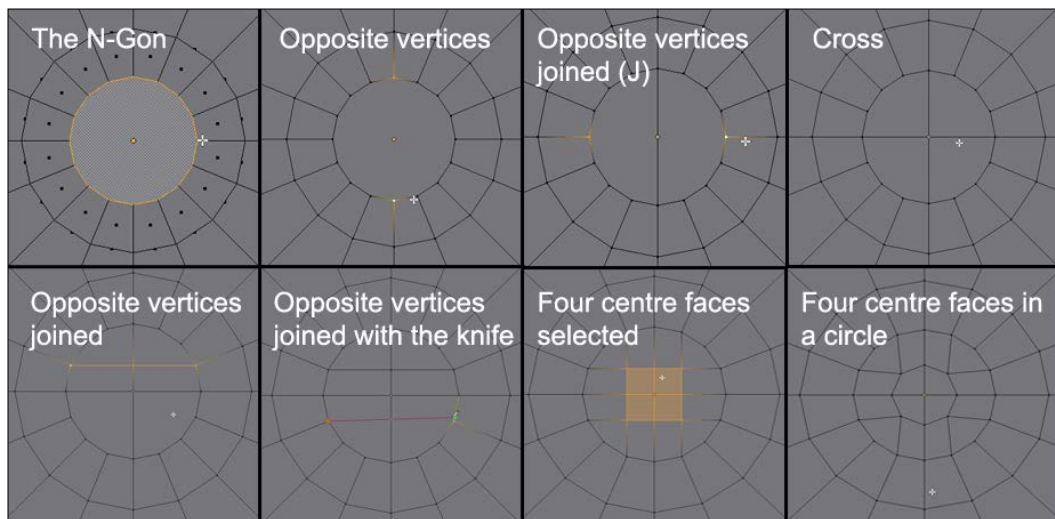 The N-Gon
Opposite vertices
Opposite vertices
joined (J)
Cross
Opposite vertices
joined
Opposite vertices
joined with the knife
Four centre faces
selected
Four centre faces in
a circle